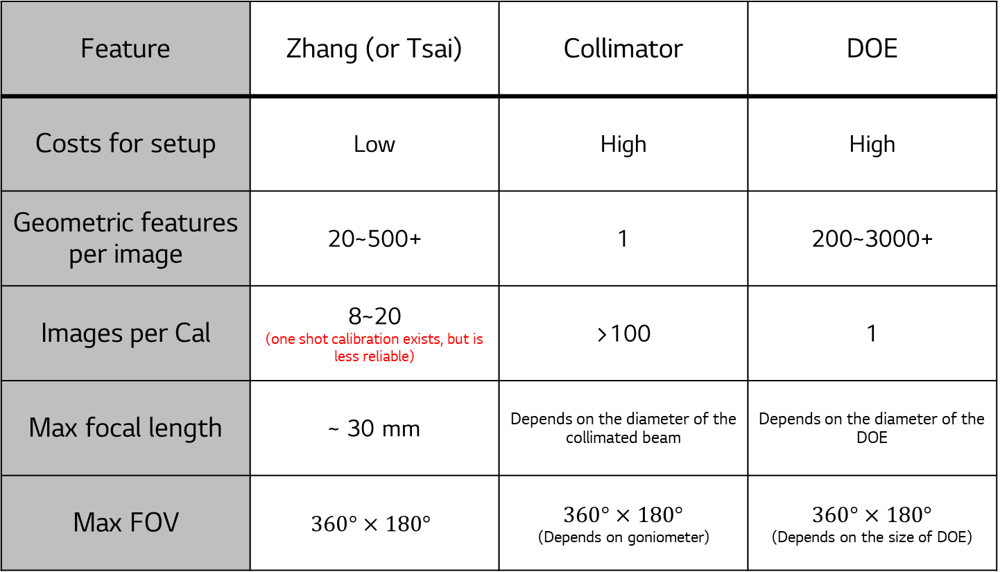 Feature
Zhang (or Tsai)
Collimator
DOE
Costs for setup
Low
High
High
Geometric features
per image
20~500+
1
200~3000+
Images per Cal
8~20
(one shot calibration exists, but is
less reliable)
>100
1
Max focal length
~ 30 mm
Depends on the diameter of the
collimated beam
Depends on the diameter of the
DOE
Max FOV
360° × 180°
360° × 180°
(Depends on goniometer)
360° × 180°
(Depends on the size of DOE)